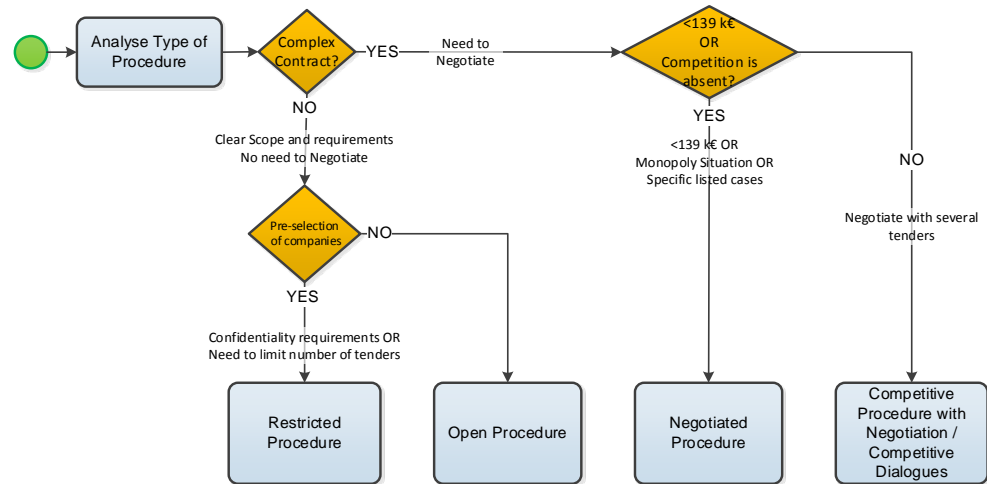 Analyse Type of
Procedure
Complex
Contract?
YES
Need to
Negotiate
<139 k€
OR
Competition is
absent?
NO
Clear Scope and requirements
No need to Negotiate
YES
<139 k€ OR
Monopoly Situation OR
Specific listed cases
NO
Negotiate with several
tenders
Pre-selection
of companies
NO
YES
Confidentiality requirements OR
Need to limit number of tenders
Restricted
Procedure
Open Procedure
Negotiated
Procedure
Competitive
Procedure with
Negotiation /
Competitive
Dialogues